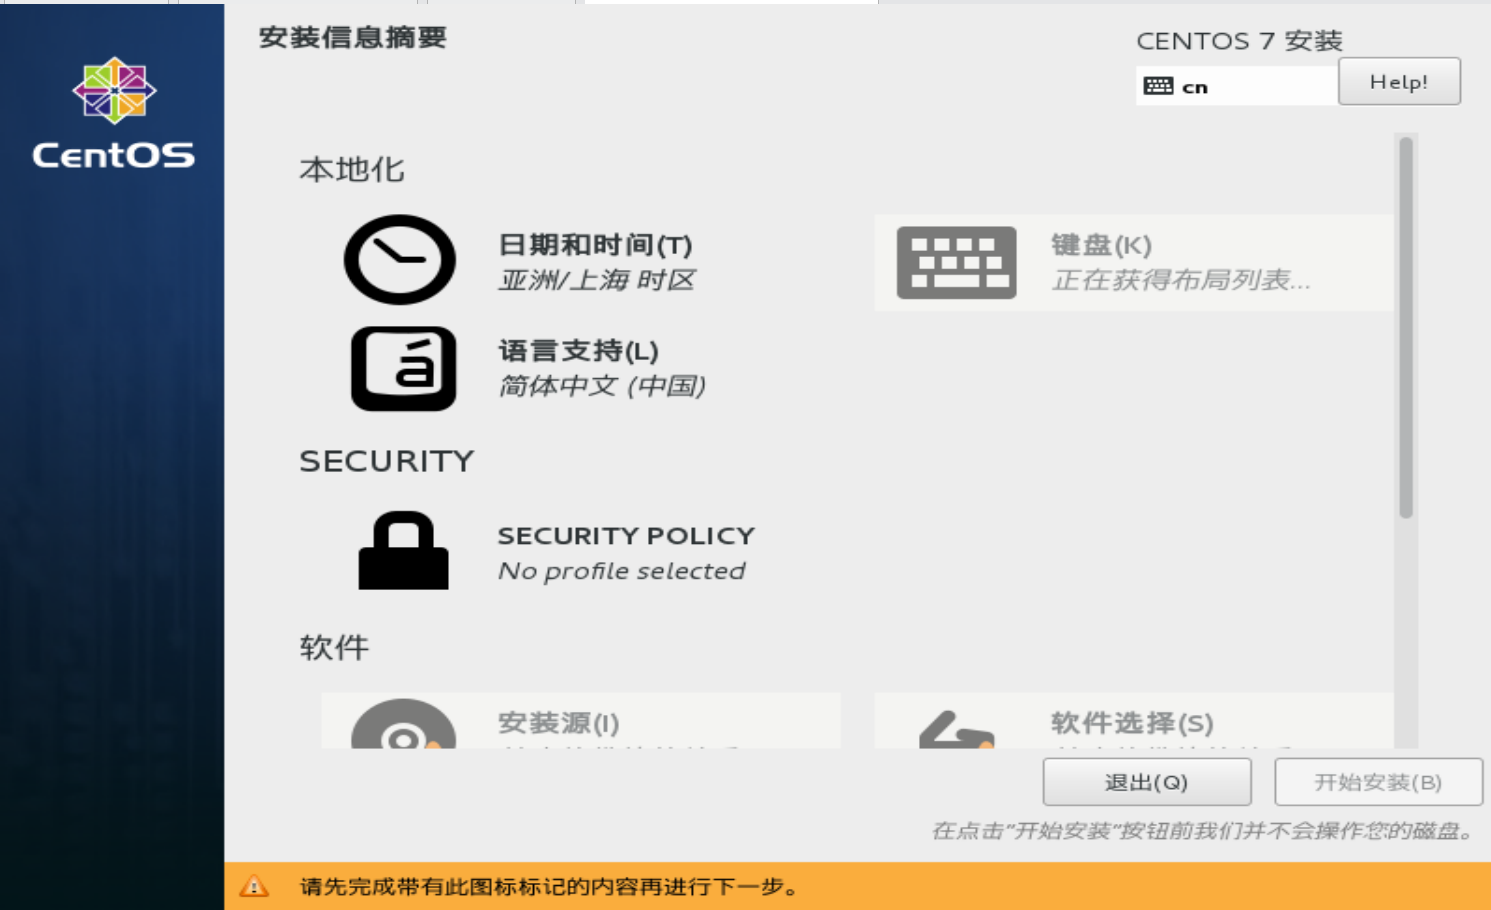 安装信息摘要
CENTOS 7 安装
cn
Help!
CentOS
本地化
日期和时间(T)
亚洲/上海 时区
键盘(K)
正在获得布局列表...
语言支持(L)
简体中文 (中国)
SECURITY
SECURITY POLICY
No profile selected
软件
安装源(I)
软件选择(S)
退出(Q)
开始安装(B)
在点击"开始安装"按钮前我们并不会操作您的磁盘。
请先完成带有此图标标记的内容再进行下一步。